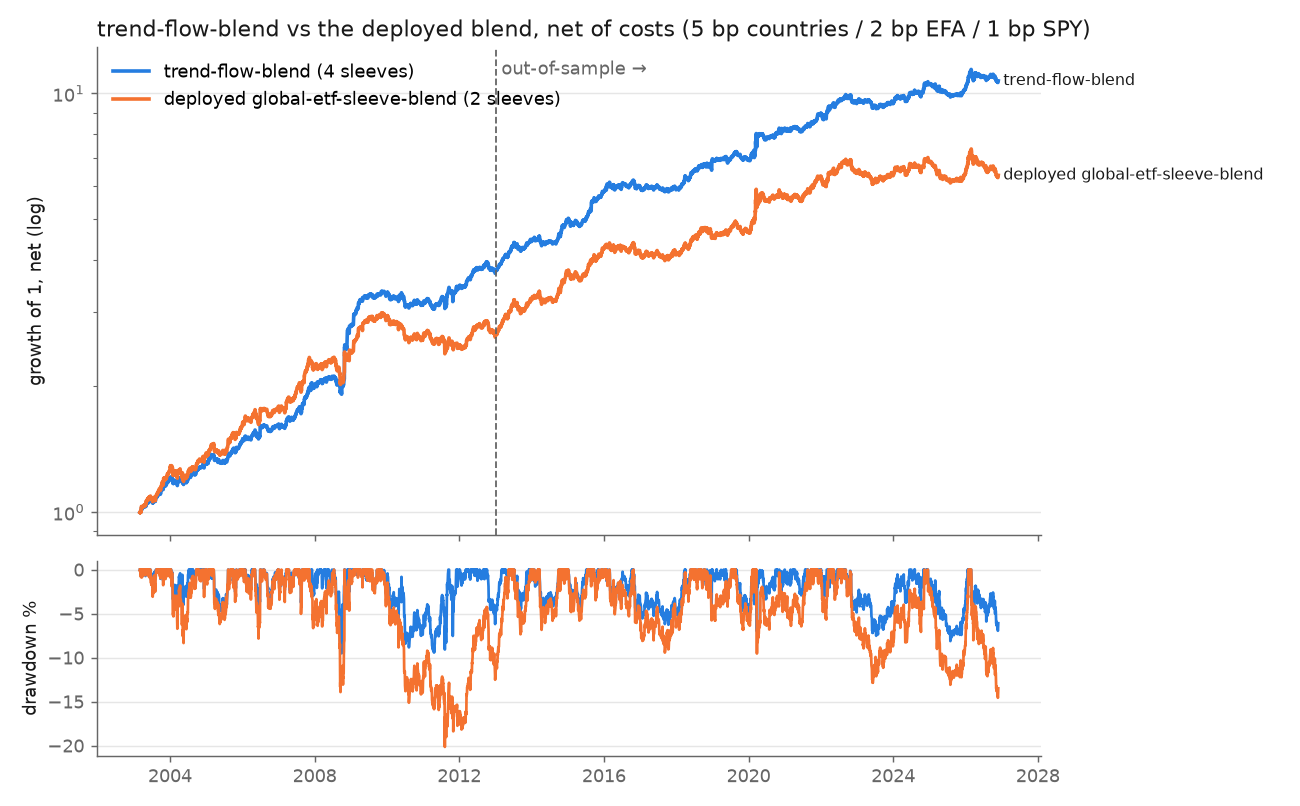 trend-flow-blend vs the deployed blend, net of costs (5 bp countries / 2 bp EFA / 1 bp SPY)
trend-flow-blend (4 sleeves)
deployed global-etf-sleeve-blend (2 sleeves)
out-of-sample →
growth of 1, net (log)
10¹
10⁰
trend-flow-blend
deployed global-etf-sleeve-blend
drawdown %
0
−5
−10
−15
−20
2004 2008 2012 2016 2020 2024 2028